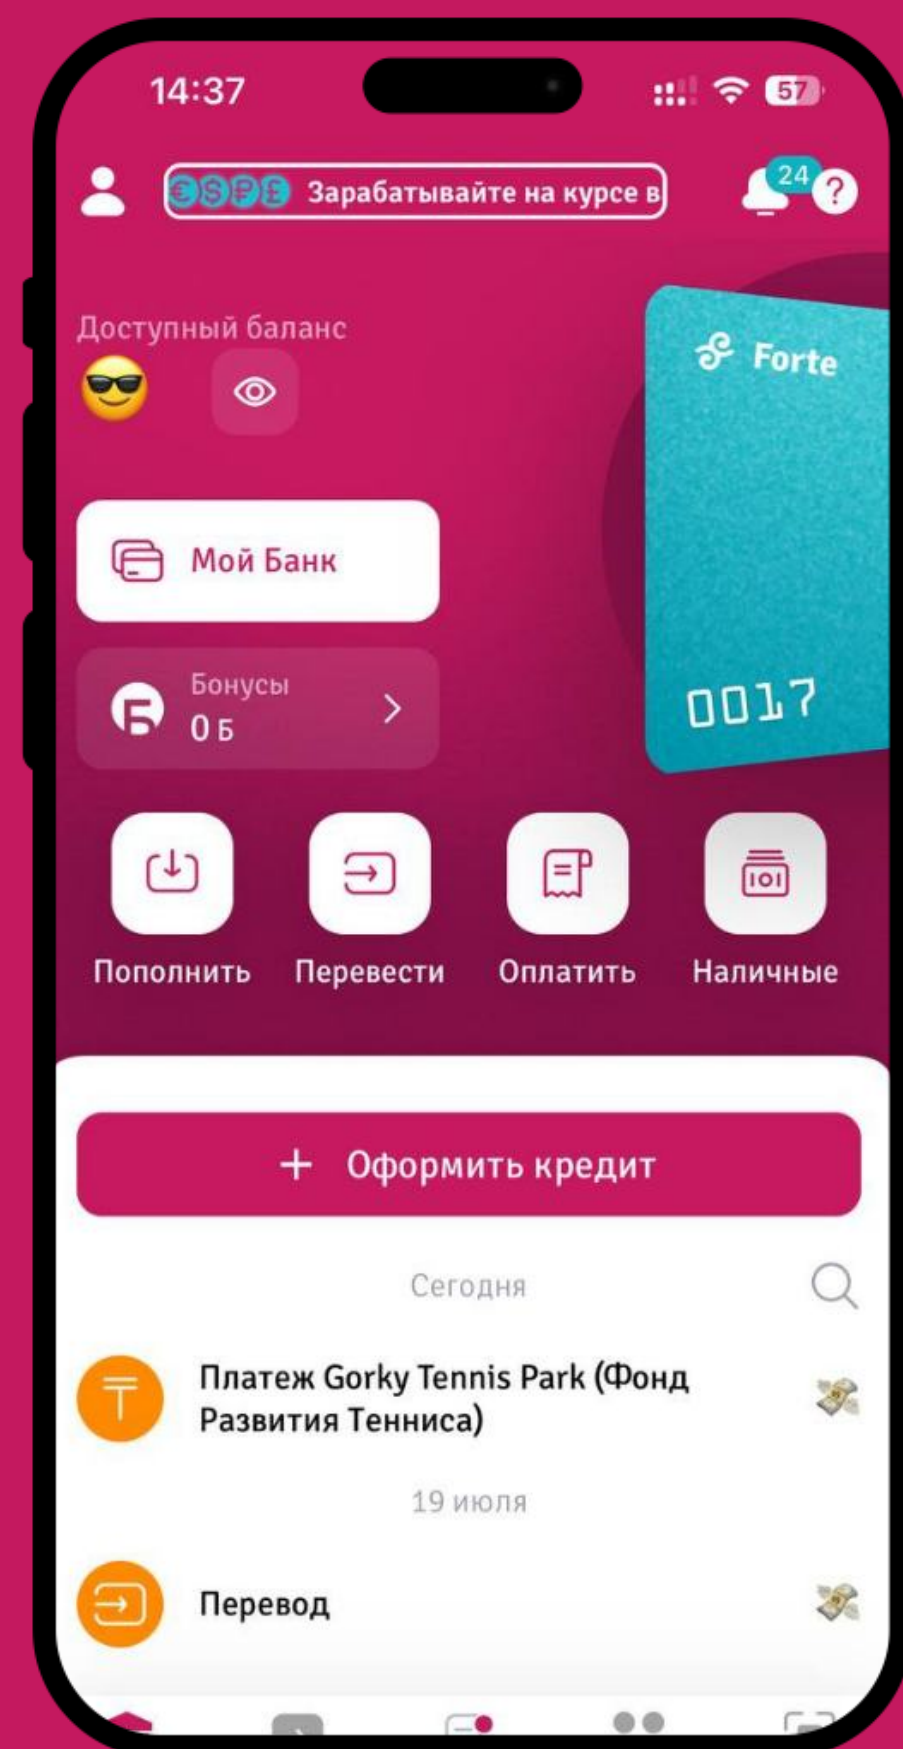 14:37
57
€$₽£ Зарабатывайте на курсе в
24
?
Доступный баланс
Forte
Мой Банк
Бонусы
Б
0 Б
0017
Пополнить
Перевести
Оплатить
Наличные
+ Оформить кредит
Сегодня
Платеж Gorky Tennis Park (Фонд
Развития Тенниса)
19 июля
Перевод